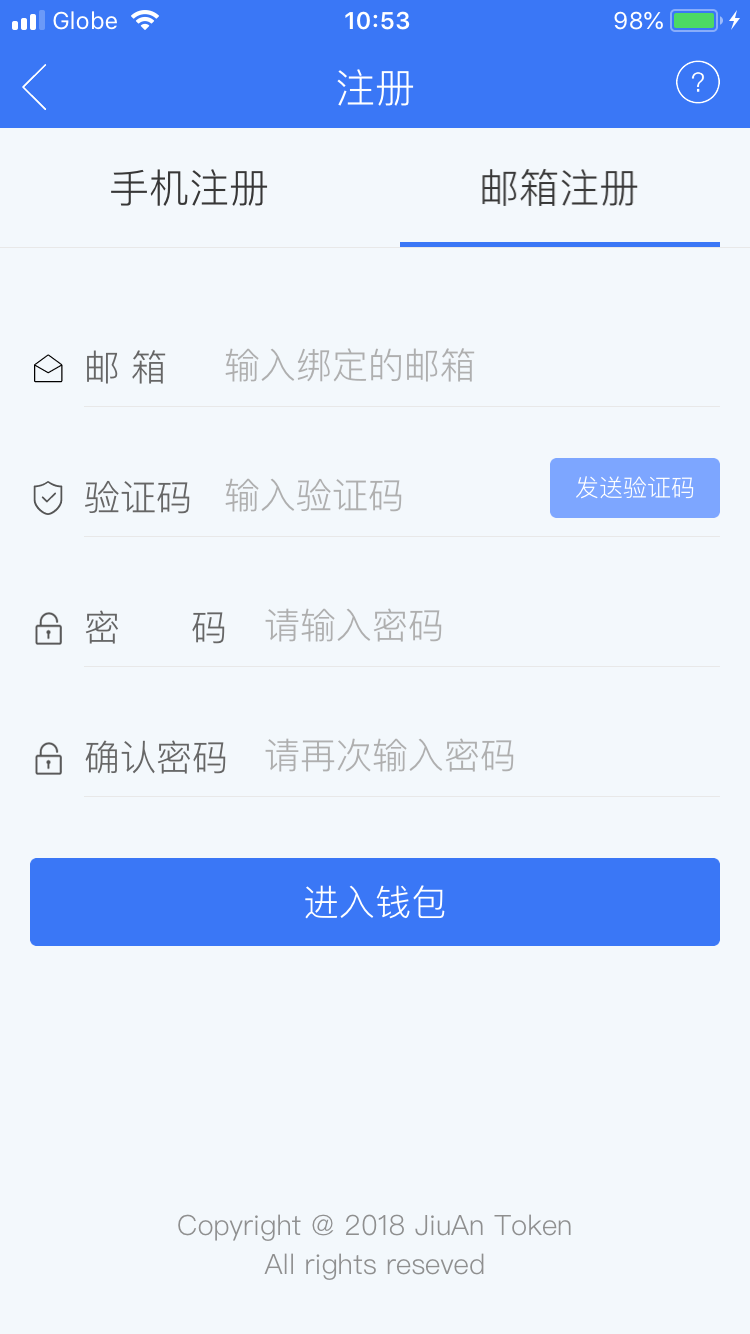 Globe 10:53 98%
注册 ?
手机注册 邮箱注册
邮 箱 输入绑定的邮箱
验证码 输入验证码 发送验证码
密 码 请输入密码
确认密码 请再次输入密码
进入钱包
Copyright @ 2018 JiuAn Token
All rights reseved